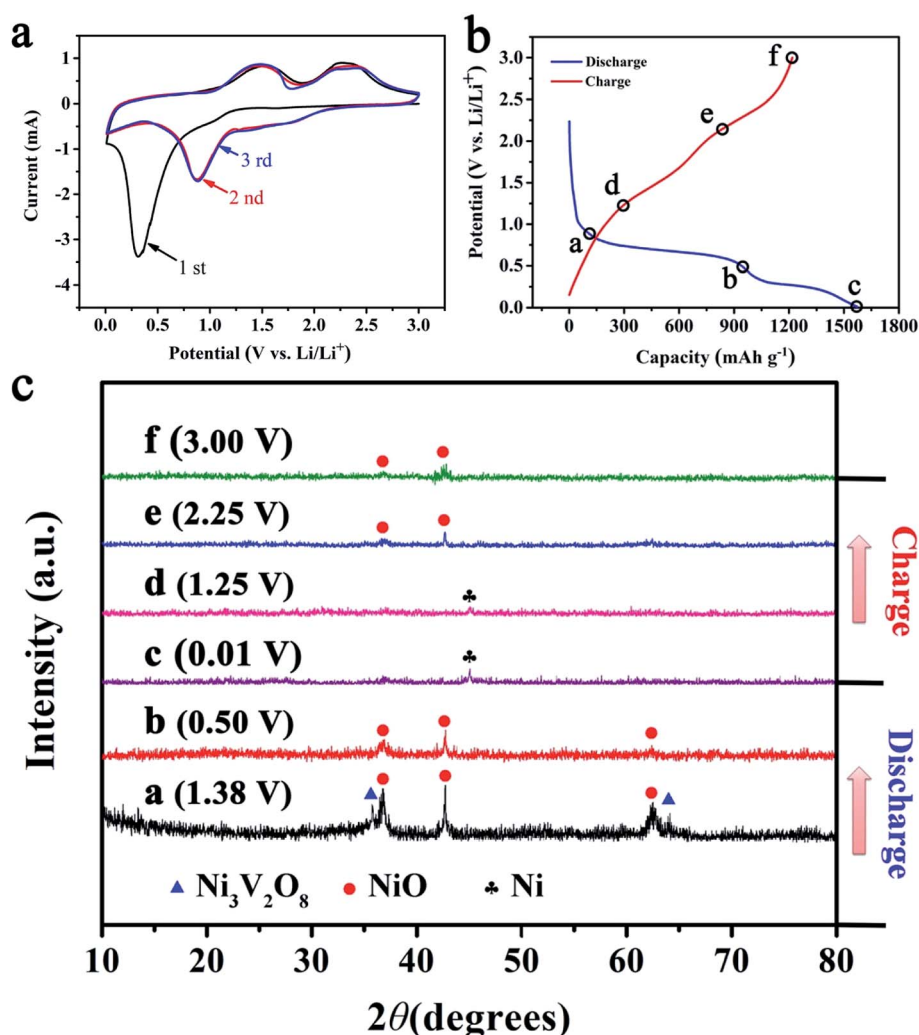 a
Current (mA)
1
0
-1
-2
-3
-4
3 rd
2 nd
1 st
0.0 0.5 1.0 1.5 2.0 2.5 3.0
Potential (V vs. Li/Li⁺)
b
Potential (V vs. Li/Li⁺)
3.0
2.5
2.0
1.5
1.0
0.5
0.0
Discharge
Charge
f
e
d
a
b
c
0 300 600 900 1200 1500 1800
Capacity (mAh g⁻¹)
c
Intensity (a.u.)
f (3.00 V)
e (2.25 V)
d (1.25 V)
c (0.01 V)
b (0.50 V)
a (1.38 V)
▲ Ni₃V₂O₈ ● NiO ♣ Ni
Charge
Discharge
10 20 30 40 50 60 70 80
2θ(degrees)